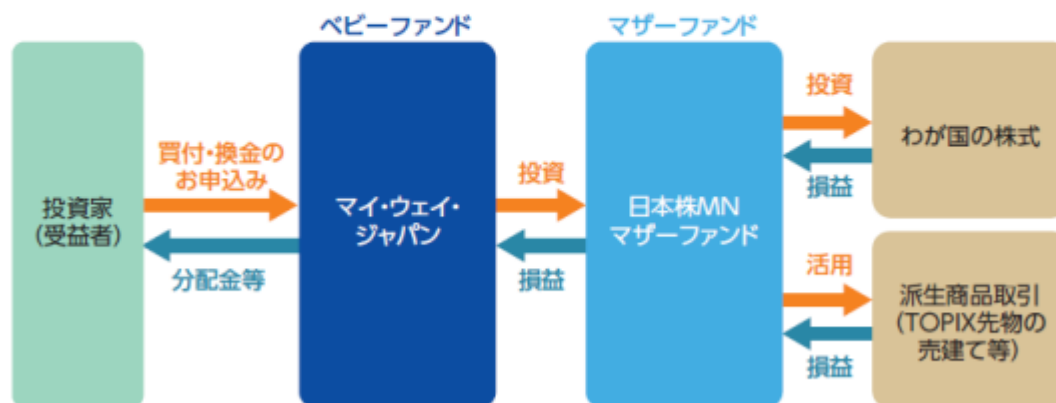 ベビーファンド
マザーファンド
投資家
(受益者)
買付・換金の
お申込み
分配金等
マイ・ウェイ・
ジャパン
投資
損益
日本株MN
マザーファンド
投資
損益
わが国の株式
活用
損益
派生商品取引
(TOPIX先物の
売建て等)